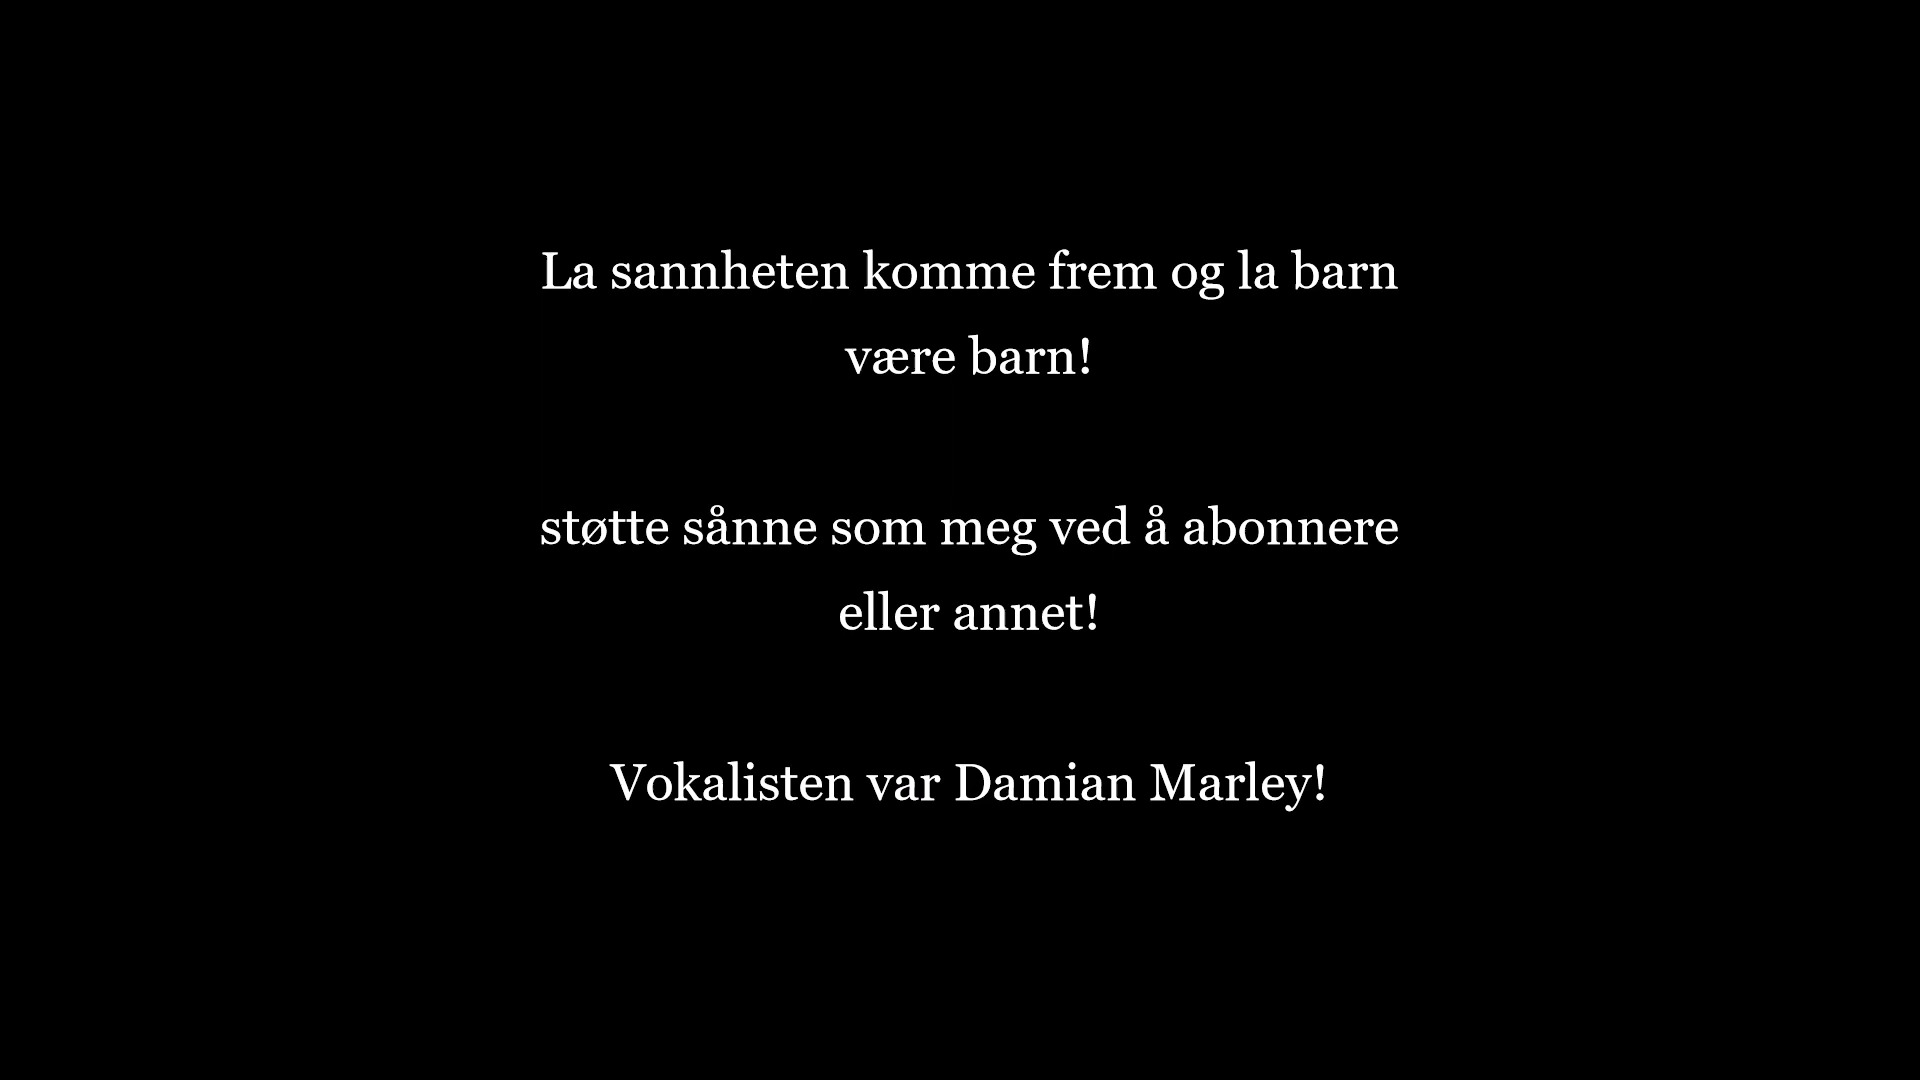 La sannheten komme frem og la barn
være barn!
støtte sånne som meg ved å abonnere
eller annet!
Vokalisten var Damian Marley!